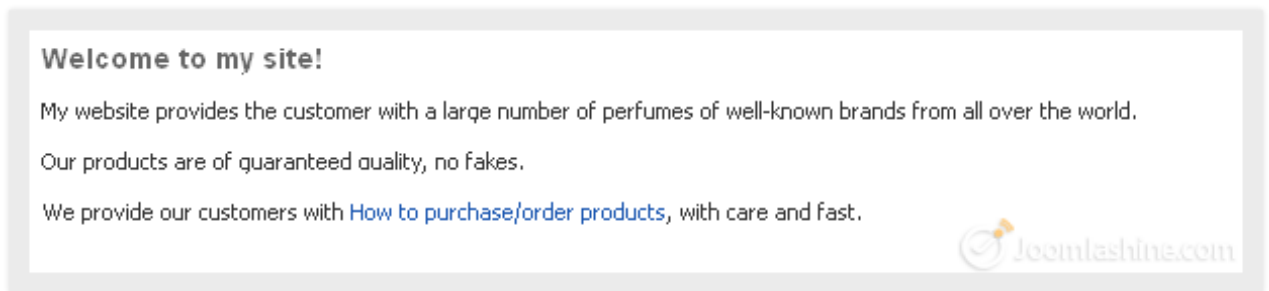 Welcome to my site!
My website provides the customer with a large number of perfumes of well-known brands from all over the world.
Our products are of guaranteed quality, no fakes.
We provide our customers with How to purchase/order products, with care and fast.
Joomlashine.com